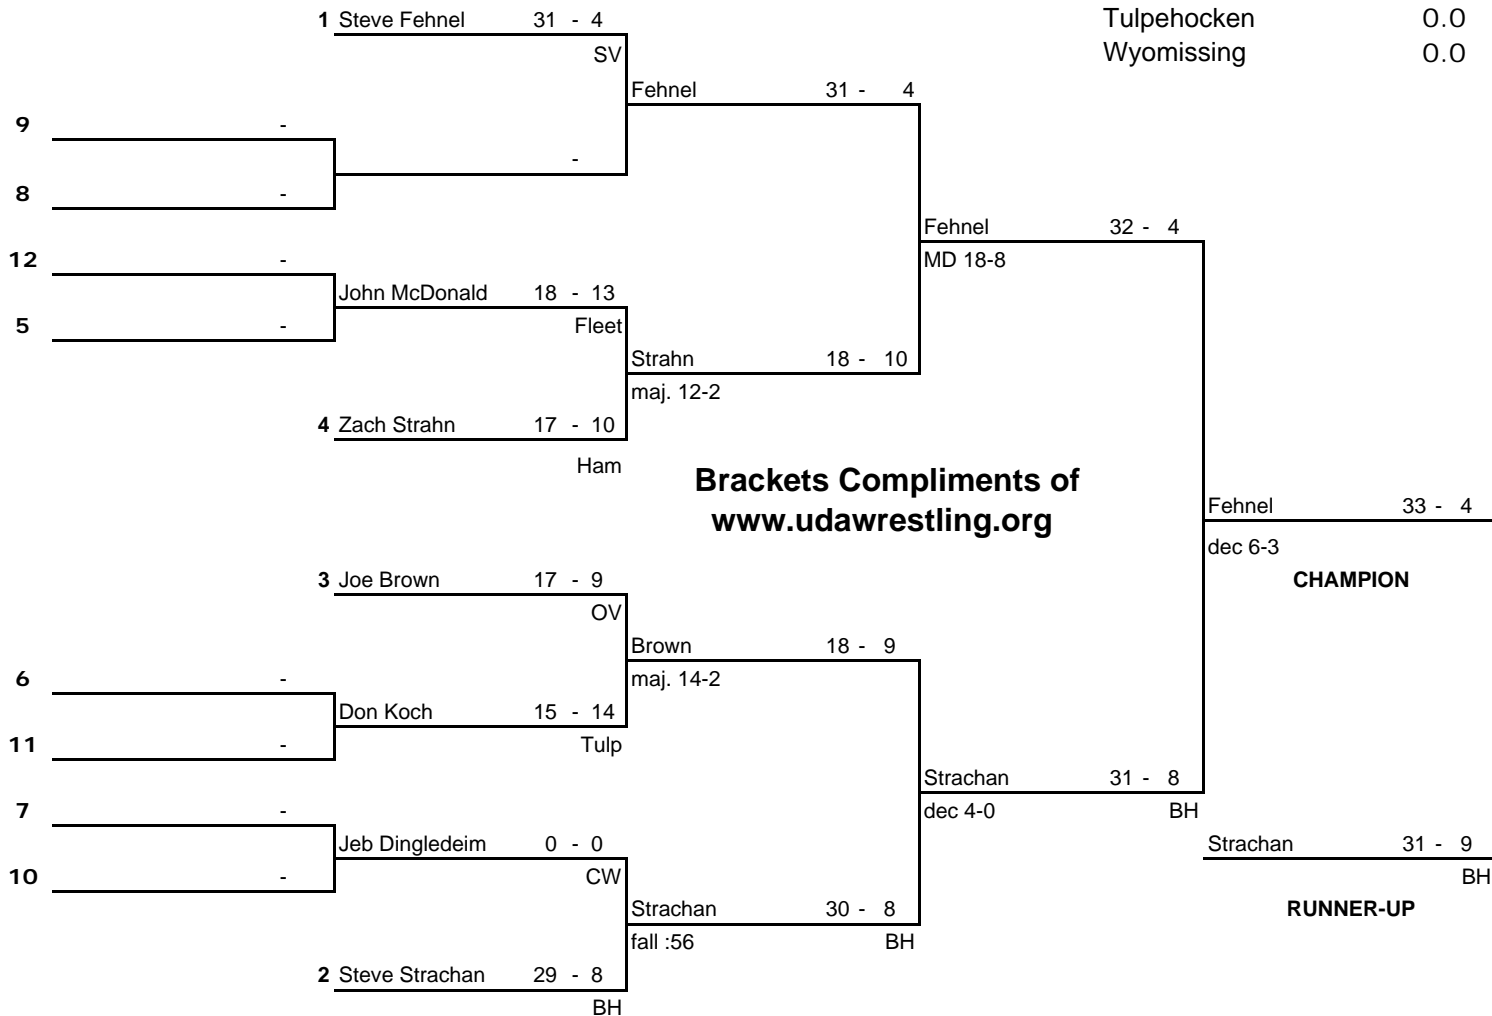 Tulpehocken 0.0
Wyomissing 0.0
1 Steve Fehnel 31 - 4
SV
Fehnel 31 - 4
9 -
-
8 -
Fehnel 32 - 4
MD 18-8
12 -
John McDonald 18 - 13
5 - Fleet
Strahn 18 - 10
maj. 12-2
4 Zach Strahn 17 - 10
Ham
Brackets Compliments of
www.udawrestling.org
Fehnel 33 - 4
dec 6-3
CHAMPION
3 Joe Brown 17 - 9
OV
Brown 18 - 9
maj. 14-2
6 -
Don Koch 15 - 14
11 - Tulp
Strachan 31 - 8
dec 4-0 BH
7 -
Jeb Dingledeim 0 - 0
Strachan 31 - 9
10 - CW BH
Strachan 30 - 8
RUNNER-UP
fall :56 BH
2 Steve Strachan 29 - 8
BH